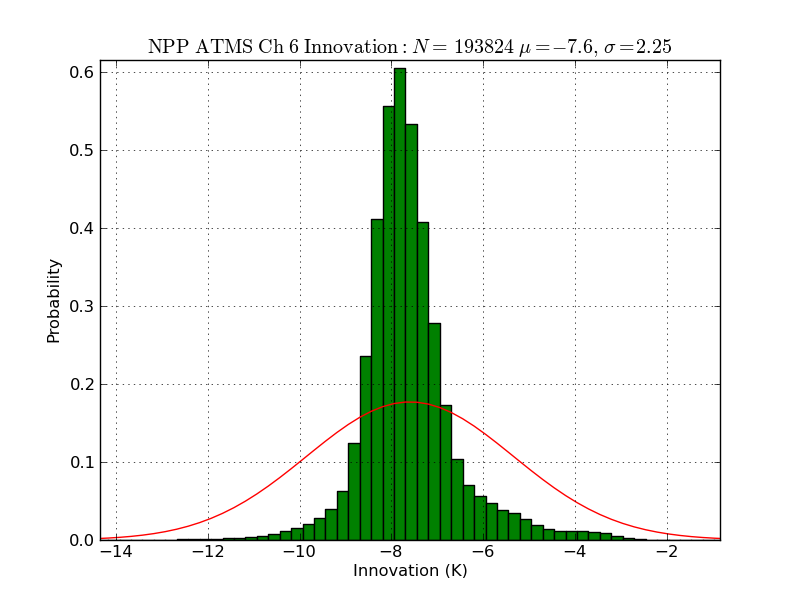 NPP ATMS Ch 6 Innovation : N = 193824 μ = −7.6, σ = 2.25
0.6
0.5
0.4
0.3
0.2
0.1
0.0
Probability
−14 −12 −10 −8 −6 −4 −2
Innovation (K)